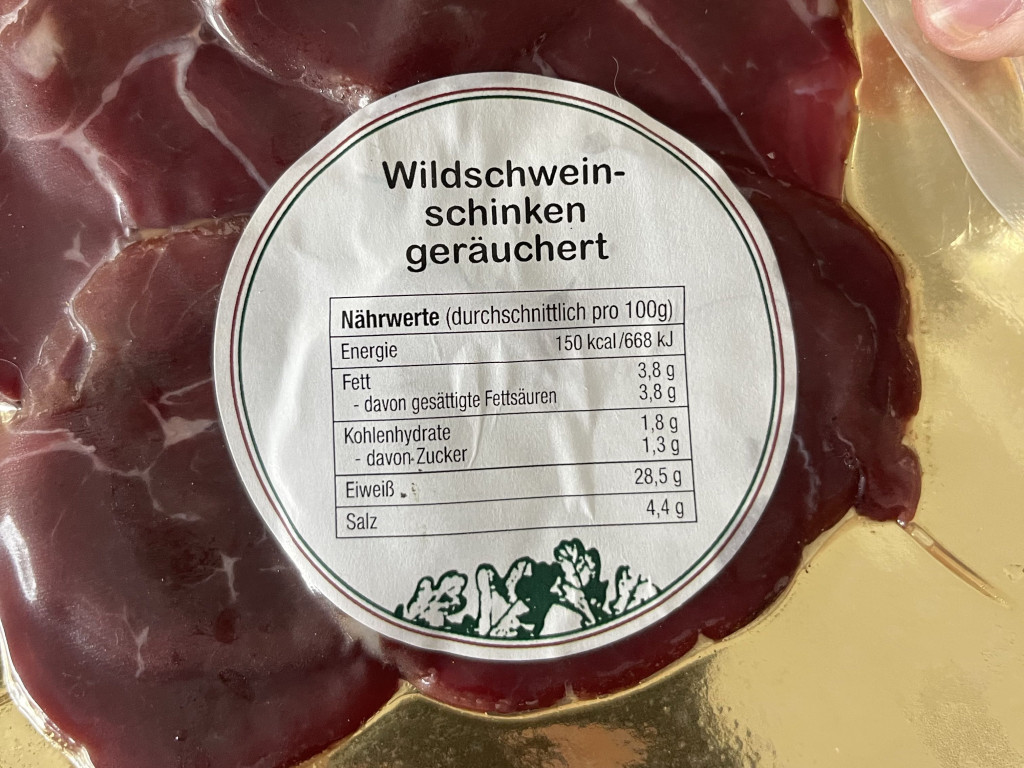 Wildschwein-
schinken
geräuchert
Nährwerte (durchschnittlich pro 100g)
Energie 150 kcal/668 kJ
Fett 3,8 g
- davon gesättigte Fettsäuren 3,8 g
Kohlenhydrate 1,8 g
- davon Zucker 1,3 g
Eiweiß 28,5 g
Salz 4,4 g